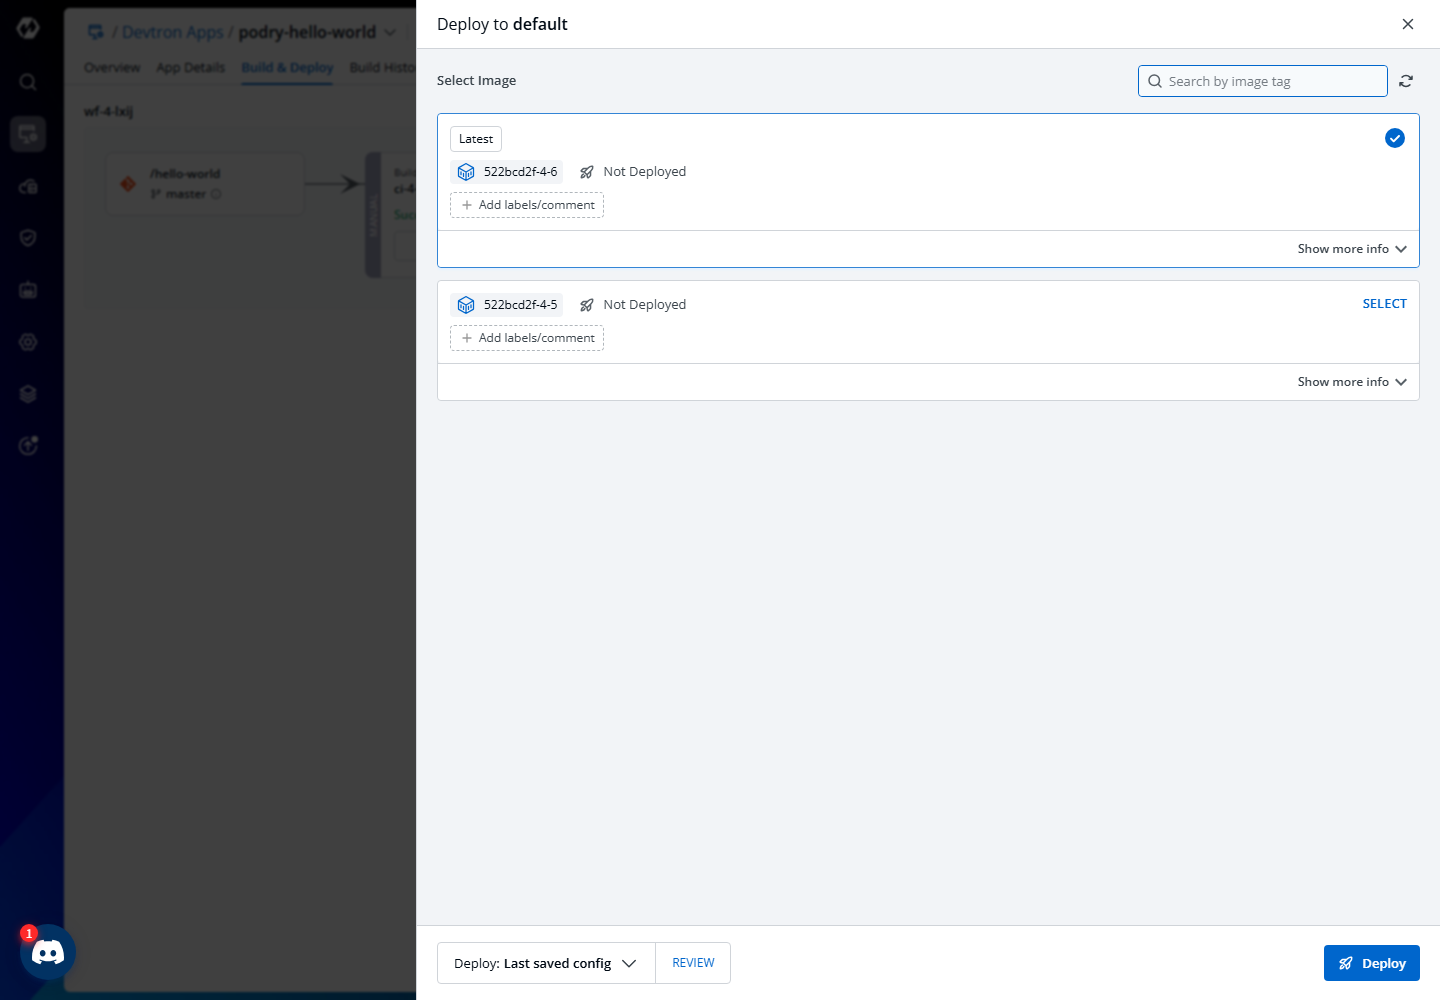 Deploy to default
/ Devtron Apps / podry-hello-world
Overview App Details Build & Deploy
wf-4-lxij
/hello-world
master
Select Image
Search by image tag
Latest
522bcd2f-4-6 Not Deployed
Add labels/comment
Show more info
522bcd2f-4-5 Not Deployed SELECT
Add labels/comment
Show more info
1
Deploy: Last saved config REVIEW
Deploy